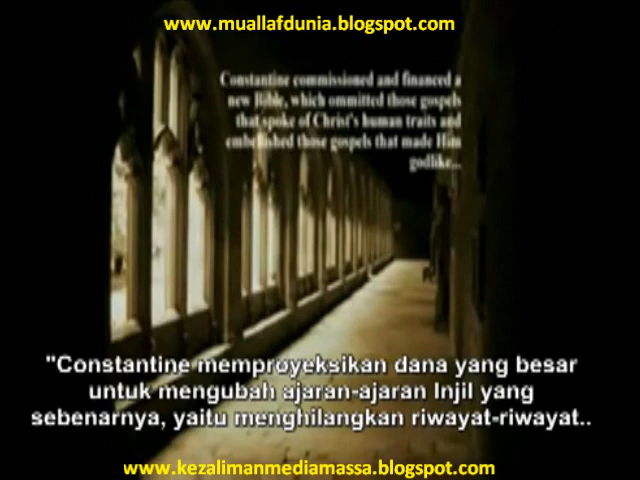 www.muallafdunia.blogspot.com
Constantine commissioned and financed a
new Bible, which ommitted those gospels
that spoke of Christ's human traits and
embellished those gospels that made Him
godlike...
"Constantine memproyeksikan dana yang besar
untuk mengubah ajaran-ajaran Injil yang
sebenarnya, yaitu menghilangkan riwayat-riwayat..
www.kezalimanmediamassa.blogspot.com